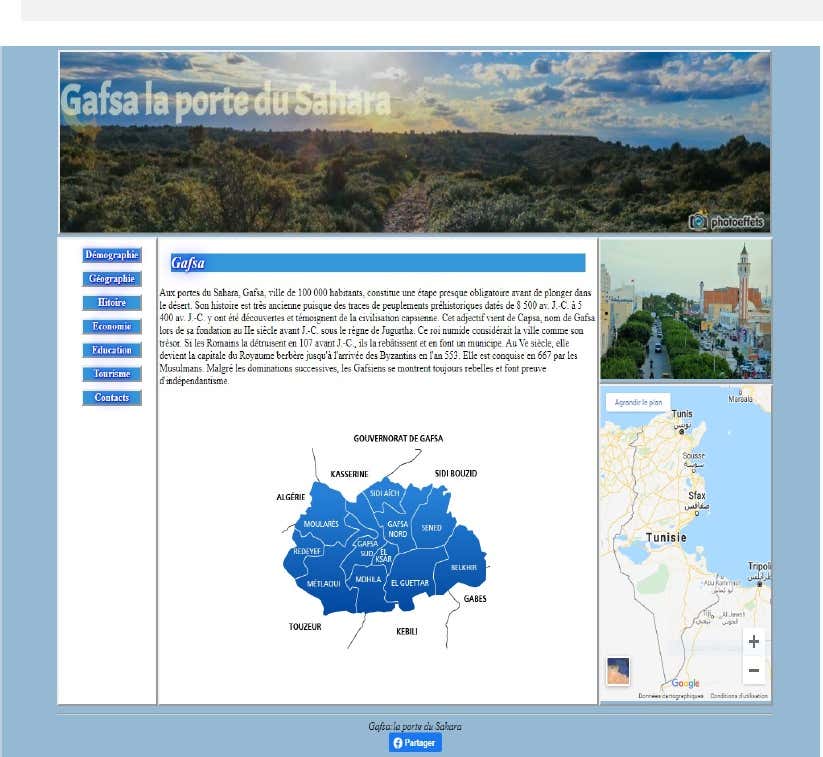 Gafsa la porte du Sahara
photoeffets
Démographie
Géographie
Hitoire
Economie
Education
Tourisme
Contacts
Gafsa
Aux portes du Sahara, Gafsa, ville de 100 000 habitants, constitue une étape presque obligatoire avant de plonger dans
le désert. Son histoire est très ancienne puisque des traces de peuplements préhistoriques datés de 8 500 av. J.-C. à 5
400 av. J.-C. y ont été découvertes et témoignent de la civilisation capsienne. Cet adjectif vient de Capsa, nom de Gafsa
lors de sa fondation au IIe siècle avant J.-C. sous le règne de Jugurtha. Ce roi numide considérait la ville comme son
trésor. Si les Romains la détruisent en 107 avant J.-C., ils la rebâtissent et en font un municipe. Au Ve siècle, elle
devient la capitale du Royaume berbère jusqu'à l'arrivée des Byzantins en l'an 553. Elle est conquise en 667 par les
Musulmans. Malgré les dominations successives, les Gafsiens se montrent toujours rebelles et font preuve
d'indépendantisme.
GOUVERNORAT DE GAFSA
KASSERINE
SIDI BOUZID
ALGÉRIE
SIDI AÏCH
MOULARÈS
GAFSA
NORD
SENED
REDEYEF
GAFSA
SUD
EL
KSAR
MÉTLAOUI
MDHILA
EL GUETTAR
BELKHIR
GABES
TOUZEUR
KEBILI
Agrandir le plan
Marsala
Tunis
تونس
Sousse
سوسة
Sfax
صفاقس
Tunisie
Tripoli
طرابلس
Abu Kammash
أبو كماش
Tiji
تيجي
Al Jawsh
الجوش
+
−
Google
Données cartographiques
Conditions d'utilisation
Gafsa:la porte du Sahara
Partager